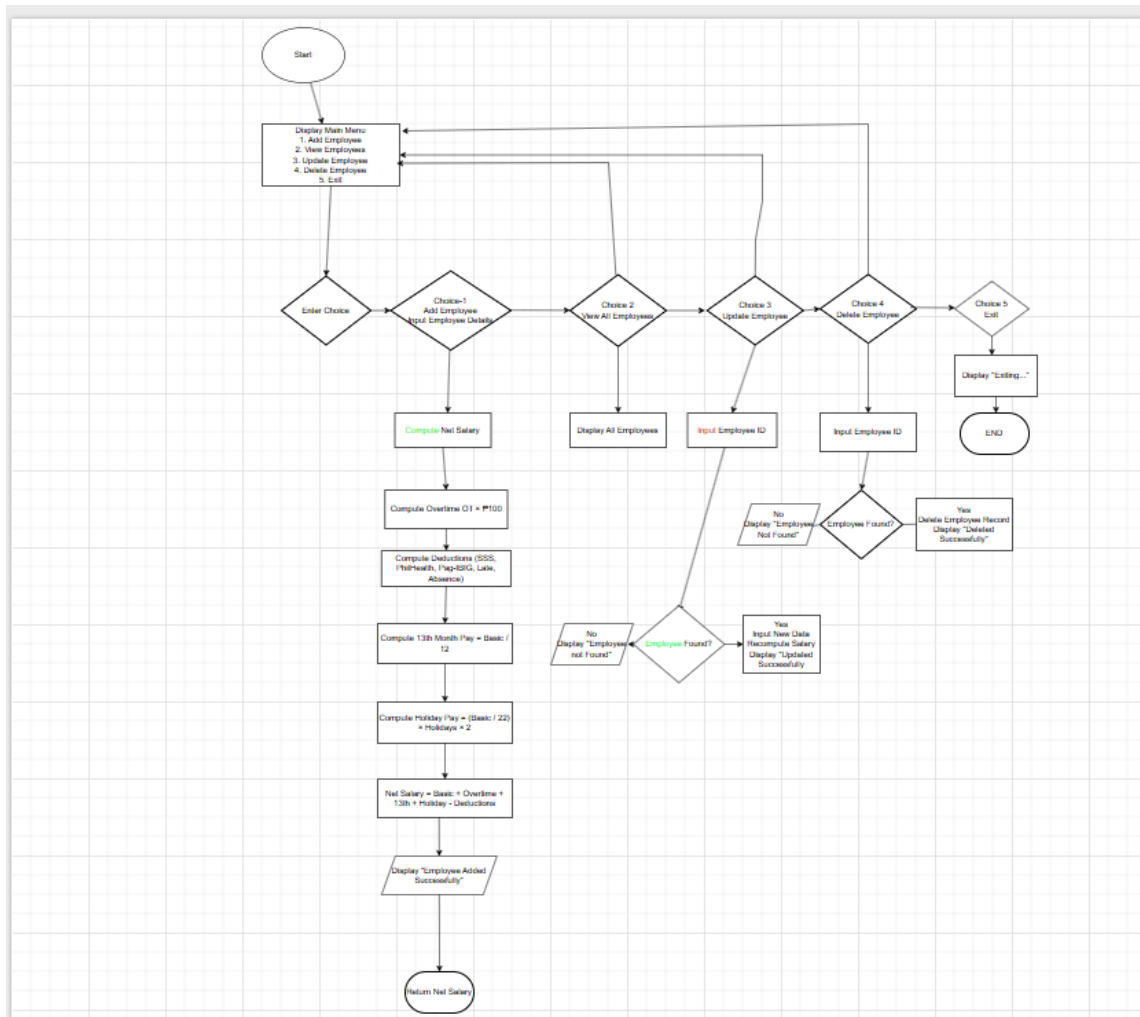 Start
Display Main Menu
1. Add Employee
2. View Employees
3. Update Employee
4. Delete Employee
5. Exit
Enter Choice
Choice-1
Add Employee
Input Employee Details
Choice 2
View All Employees
Choice 3
Update Employee
Choice 4
Delete Employee
Choice 5
Exit
Display "Exiting..."
END
Compute Net Salary
Display All Employees
Input Employee ID
Input Employee ID
Compute Overtime OT × ₱100
No
Display "Employee
Not Found"
Employee Found?
Yes
Delete Employee Record
Display "Deleted
Successfully"
Compute Deductions (SSS,
PhilHealth, Pag-IBIG, Late,
Absence)
Compute 13th Month Pay = Basic /
12
No
Display "Employee
not Found"
Employee Found?
Yes
Input New Data
Recompute Salary
Display "Updated
Successfully
Compute Holiday Pay = (Basic / 22)
× Holidays × 2
Net Salary = Basic + Overtime +
13th + Holiday - Deductions
Display "Employee Added
Successfully"
Return Net Salary